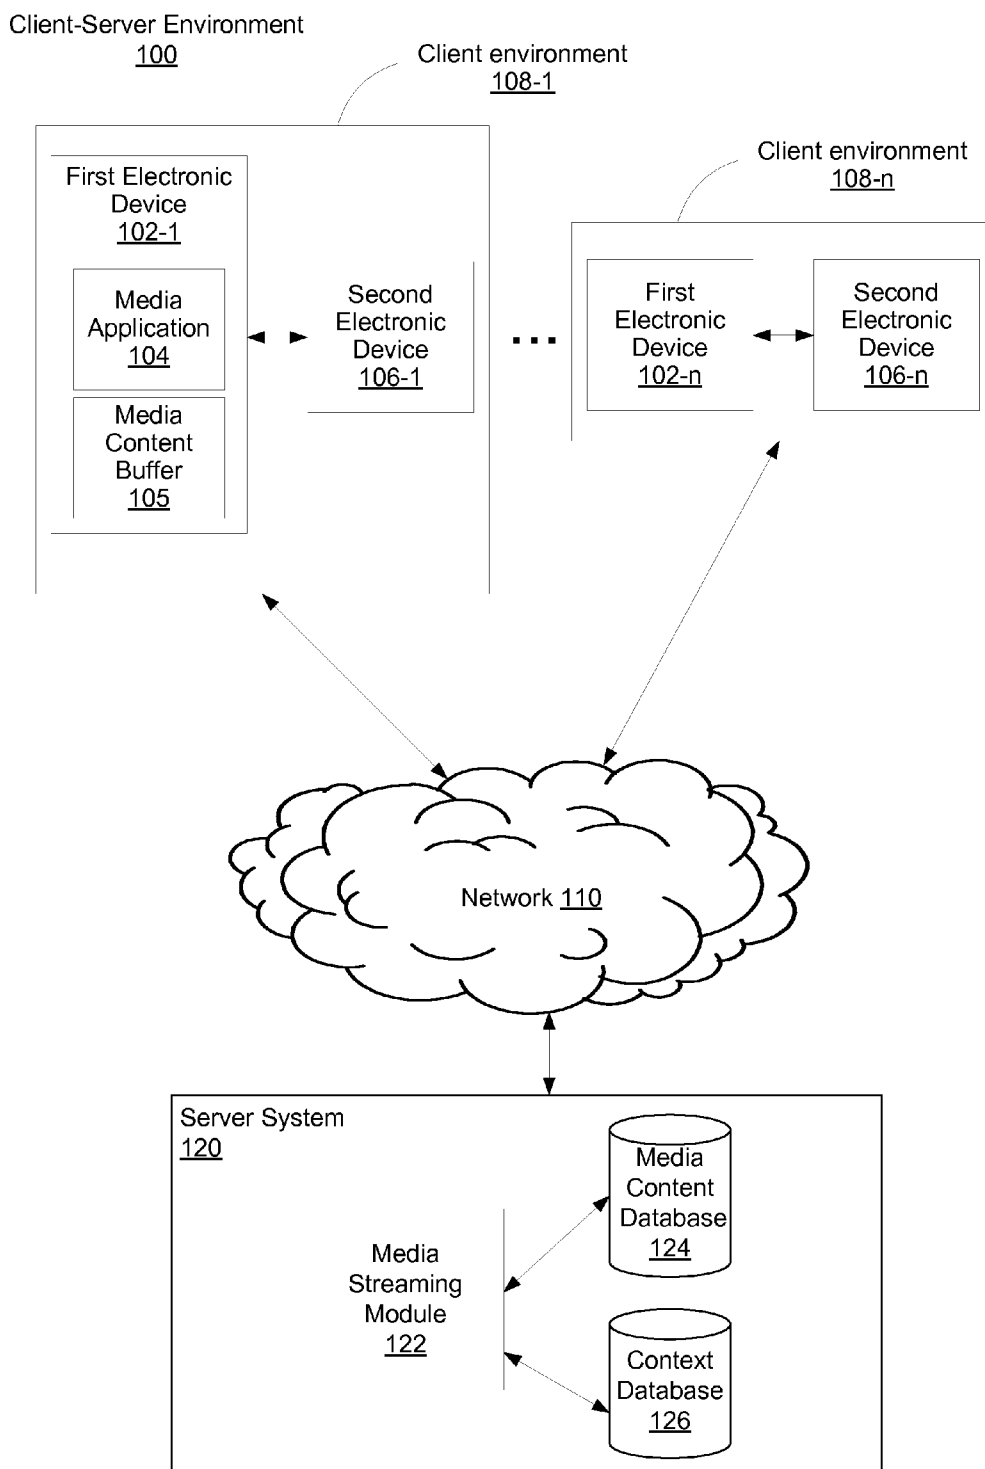 Client-Server Environment
100
Client environment
108-1
Client environment
108-n
First Electronic
Device
102-1
Media
Application
104
Media
Content
Buffer
105
Second
Electronic
Device
106-1
...
First
Electronic
Device
102-n
Second
Electronic
Device
106-n
Network 110
Server System
120
Media
Streaming
Module
122
Media
Content
Database
124
Context
Database
126